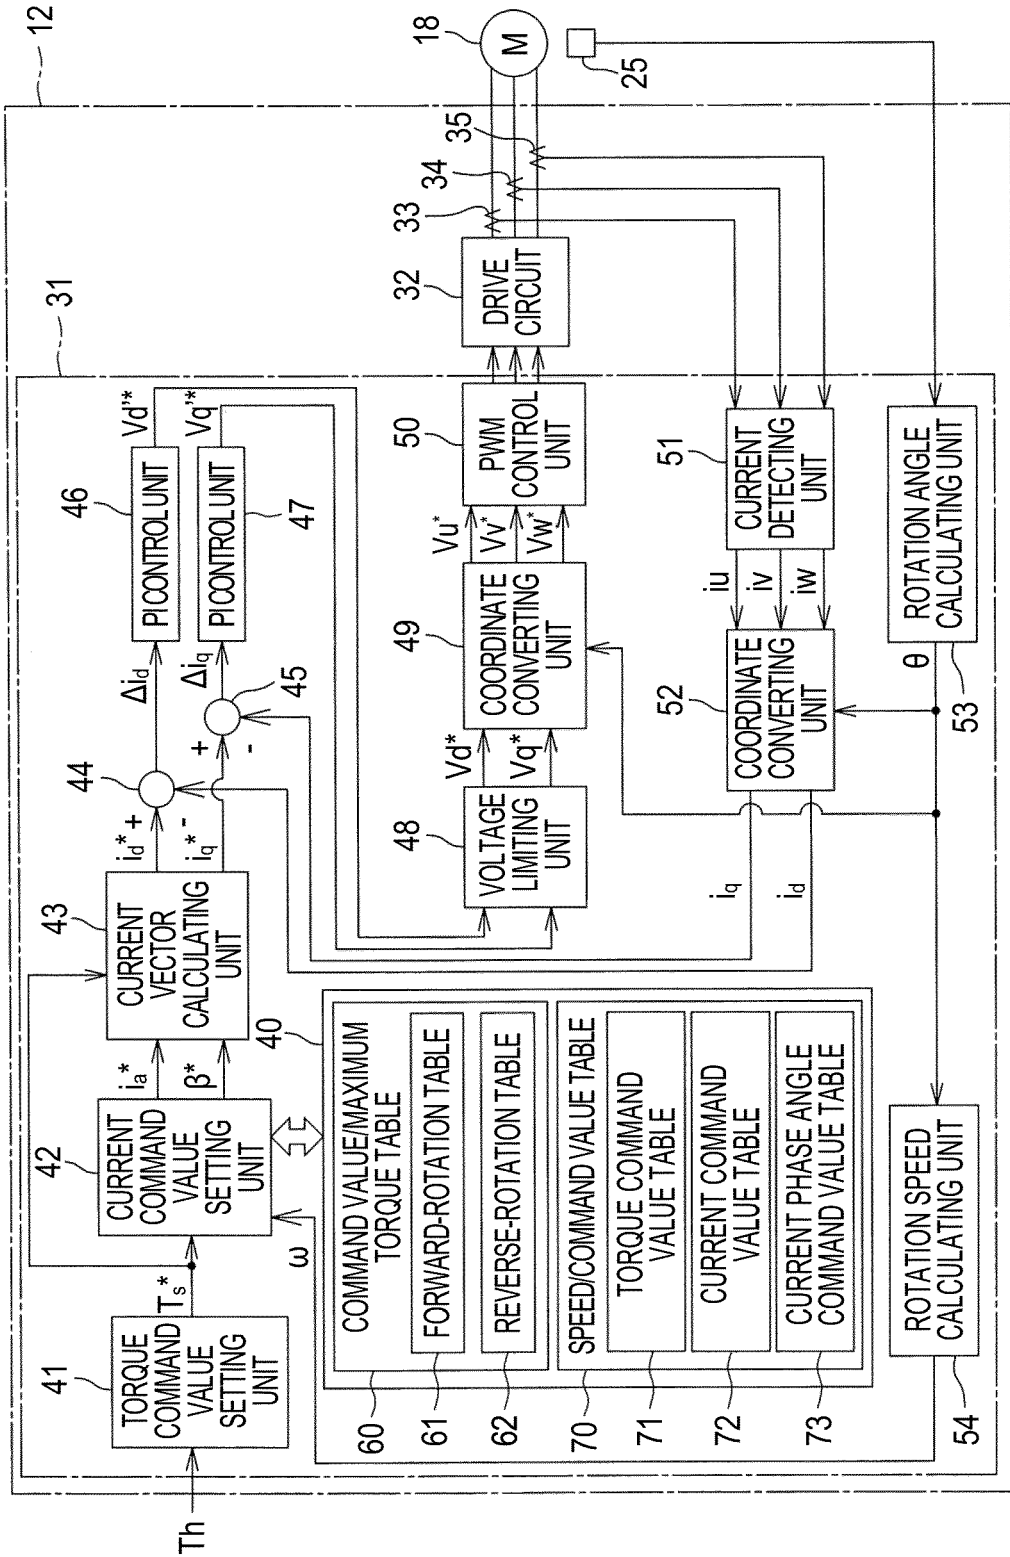 12
31
Th
41
TORQUE
COMMAND
VALUE
SETTING
UNIT
Ts*
42
CURRENT
COMMAND
VALUE
SETTING
UNIT
ω
ia*
β*
43
CURRENT
VECTOR
CALCULATING
UNIT
id*
iq*
+
-
44
+
-
45
Δid
Δiq
46
PI CONTROL UNIT
47
PI CONTROL UNIT
Vd'*
Vq'*
40
COMMAND VALUE/MAXIMUM
TORQUE TABLE
60
FORWARD-ROTATION TABLE
61
REVERSE-ROTATION TABLE
62
SPEED/COMMAND VALUE TABLE
70
TORQUE COMMAND
VALUE TABLE
71
CURRENT COMMAND
VALUE TABLE
72
CURRENT PHASE ANGLE
COMMAND VALUE TABLE
73
48
VOLTAGE
LIMITING
UNIT
Vd*
Vq*
49
COORDINATE
CONVERTING
UNIT
Vu*
Vv*
Vw*
50
PWM
CONTROL
UNIT
32
DRIVE
CIRCUIT
33
34
35
18
M
25
iq
id
52
COORDINATE
CONVERTING
UNIT
iu
iv
iw
51
CURRENT
DETECTING
UNIT
θ
53
ROTATION ANGLE
CALCULATING UNIT
54
ROTATION SPEED
CALCULATING UNIT